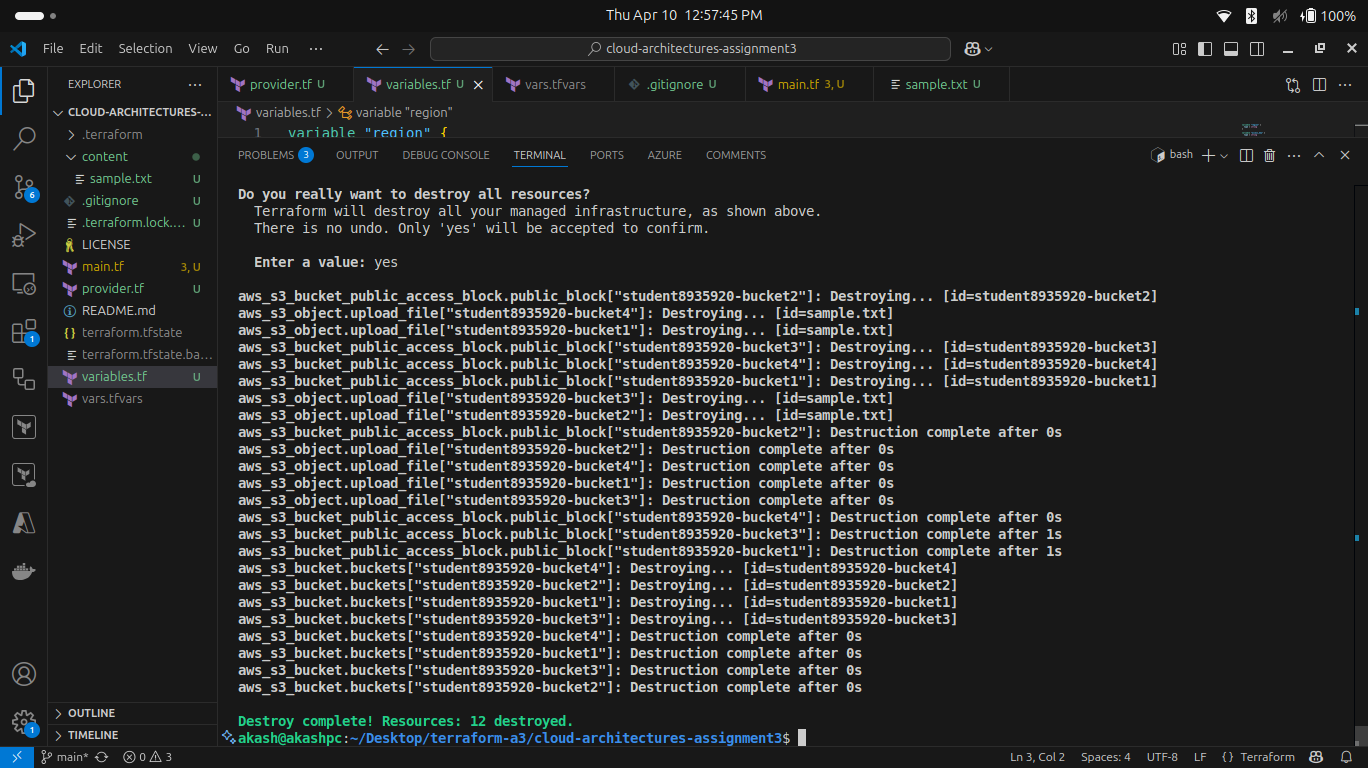 Thu Apr 10 12:57:45 PM
100%
File Edit Selection View Go Run ···
cloud-architectures-assignment3
EXPLORER
CLOUD-ARCHITECTURES-...
.terraform
content
sample.txt U
.gitignore U
.terraform.lock.... U
LICENSE
main.tf 3, U
provider.tf U
README.md
terraform.tfstate
terraform.tfstate.ba...
variables.tf U
vars.tfvars
OUTLINE
TIMELINE
6
1
1
provider.tf U variables.tf U vars.tfvars .gitignore U main.tf 3, U sample.txt U
variables.tf > variable "region"
1 variable "region" {
PROBLEMS 3 OUTPUT DEBUG CONSOLE TERMINAL PORTS AZURE COMMENTS bash
Do you really want to destroy all resources?
Terraform will destroy all your managed infrastructure, as shown above.
There is no undo. Only 'yes' will be accepted to confirm.
Enter a value: yes
aws_s3_bucket_public_access_block.public_block["student8935920-bucket2"]: Destroying... [id=student8935920-bucket2]
aws_s3_object.upload_file["student8935920-bucket4"]: Destroying... [id=sample.txt]
aws_s3_object.upload_file["student8935920-bucket1"]: Destroying... [id=sample.txt]
aws_s3_bucket_public_access_block.public_block["student8935920-bucket3"]: Destroying... [id=student8935920-bucket3]
aws_s3_bucket_public_access_block.public_block["student8935920-bucket4"]: Destroying... [id=student8935920-bucket4]
aws_s3_bucket_public_access_block.public_block["student8935920-bucket1"]: Destroying... [id=student8935920-bucket1]
aws_s3_object.upload_file["student8935920-bucket3"]: Destroying... [id=sample.txt]
aws_s3_object.upload_file["student8935920-bucket2"]: Destroying... [id=sample.txt]
aws_s3_bucket_public_access_block.public_block["student8935920-bucket2"]: Destruction complete after 0s
aws_s3_object.upload_file["student8935920-bucket2"]: Destruction complete after 0s
aws_s3_object.upload_file["student8935920-bucket4"]: Destruction complete after 0s
aws_s3_object.upload_file["student8935920-bucket1"]: Destruction complete after 0s
aws_s3_object.upload_file["student8935920-bucket3"]: Destruction complete after 0s
aws_s3_bucket_public_access_block.public_block["student8935920-bucket4"]: Destruction complete after 0s
aws_s3_bucket_public_access_block.public_block["student8935920-bucket3"]: Destruction complete after 1s
aws_s3_bucket_public_access_block.public_block["student8935920-bucket1"]: Destruction complete after 1s
aws_s3_bucket.buckets["student8935920-bucket4"]: Destroying... [id=student8935920-bucket4]
aws_s3_bucket.buckets["student8935920-bucket2"]: Destroying... [id=student8935920-bucket2]
aws_s3_bucket.buckets["student8935920-bucket1"]: Destroying... [id=student8935920-bucket1]
aws_s3_bucket.buckets["student8935920-bucket3"]: Destroying... [id=student8935920-bucket3]
aws_s3_bucket.buckets["student8935920-bucket4"]: Destruction complete after 0s
aws_s3_bucket.buckets["student8935920-bucket1"]: Destruction complete after 0s
aws_s3_bucket.buckets["student8935920-bucket3"]: Destruction complete after 0s
aws_s3_bucket.buckets["student8935920-bucket2"]: Destruction complete after 0s
Destroy complete! Resources: 12 destroyed.
akash@akashpc:~/Desktop/terraform-a3/cloud-architectures-assignment3$
main* 0 3 Ln 3, Col 2 Spaces: 4 UTF-8 LF {} Terraform